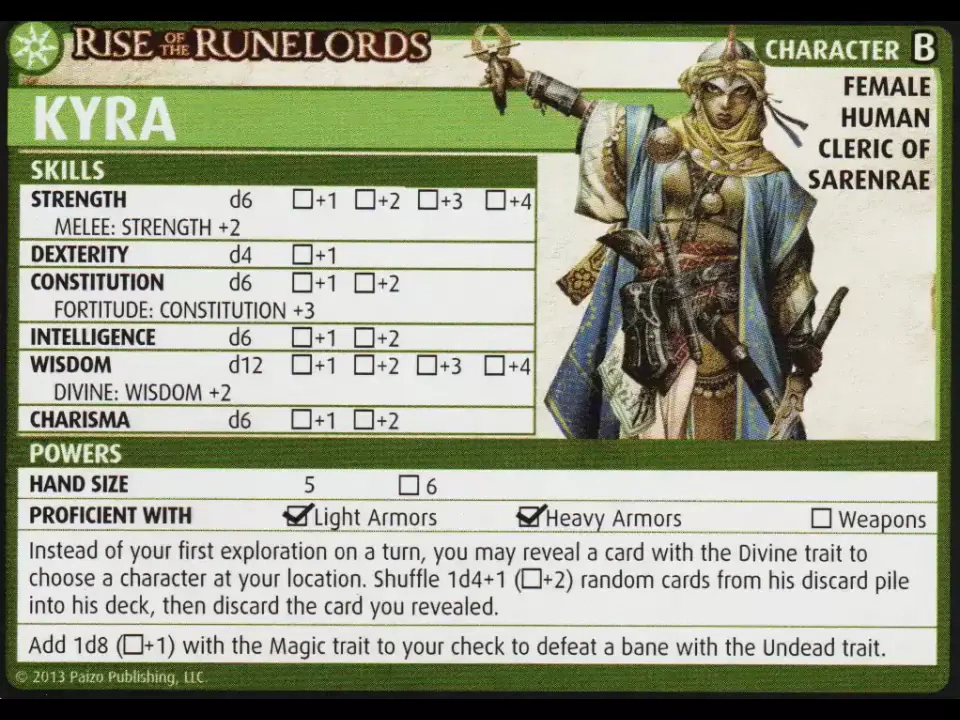 RISE OF THE RUNELORDS
CHARACTER B
KYRA
FEMALE
HUMAN
CLERIC OF
SARENRAE
SKILLS
STRENGTH d6 ☐+1 ☐+2 ☐+3 ☐+4
MELEE: STRENGTH +2
DEXTERITY d4 ☐+1
CONSTITUTION d6 ☐+1 ☐+2
FORTITUDE: CONSTITUTION +3
INTELLIGENCE d6 ☐+1 ☐+2
WISDOM d12 ☐+1 ☐+2 ☐+3 ☐+4
DIVINE: WISDOM +2
CHARISMA d6 ☐+1 ☐+2
POWERS
HAND SIZE 5 ☐ 6
PROFICIENT WITH ☑Light Armors ☑Heavy Armors ☐ Weapons
Instead of your first exploration on a turn, you may reveal a card with the Divine trait to
choose a character at your location. Shuffle 1d4+1 (☐+2) random cards from his discard pile
into his deck, then discard the card you revealed.
Add 1d8 (☐+1) with the Magic trait to your check to defeat a bane with the Undead trait.
© 2013 Paizo Publishing, LLC